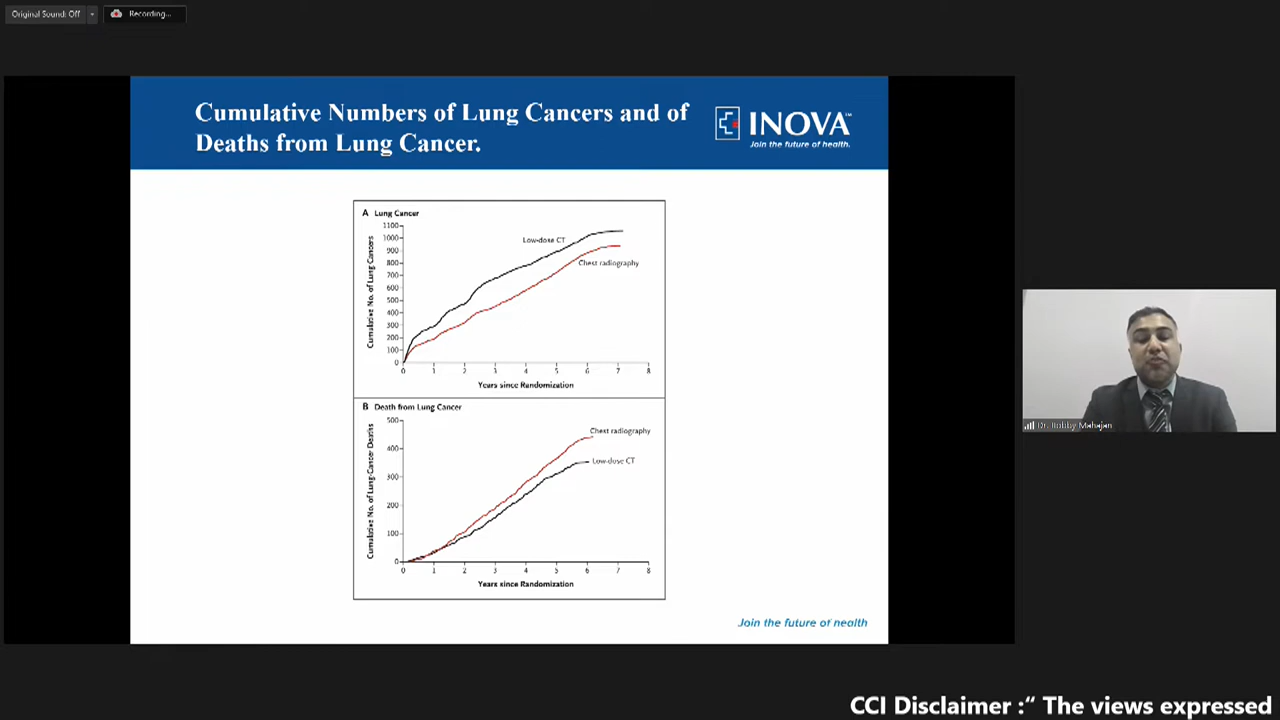 Original Sound: Off
Recording...
Cumulative Numbers of Lung Cancers and of
Deaths from Lung Cancer.
INOVA™
Join the future of health.
A Lung Cancer
Cumulative No. of Lung Cancers
1100
1000
900
800
700
600
500
400
300
200
100
0
Low-dose CT
Chest radiography
0 1 2 3 4 5 6 7 8
Years since Randomization
B Death from Lung Cancer
Cumulative No. of Lung-Cancer Deaths
500
400
300
200
100
0
Chest radiography
Low-dose CT
0 1 2 3 4 5 6 7 8
Years since Randomization
Join the future of health
Dr. Bobby Mahajan
CCI Disclaimer :“ The views expressed